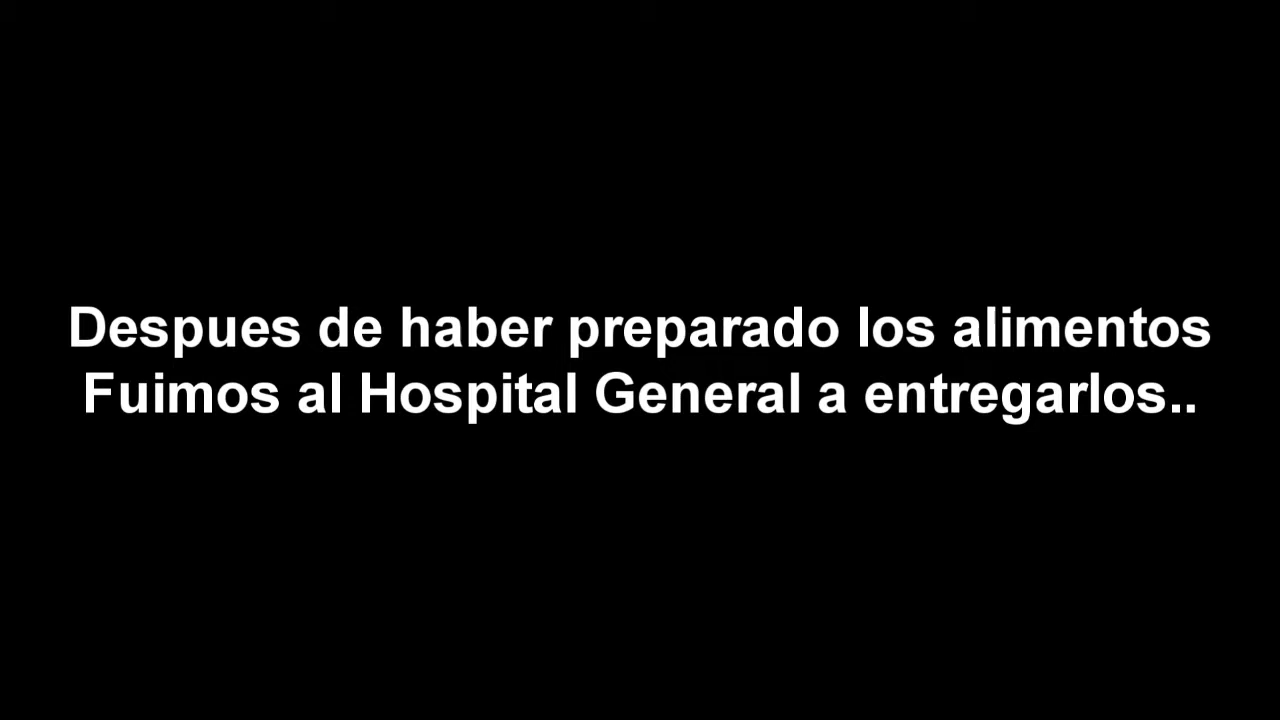 Despues de haber preparado los alimentos
Fuimos al Hospital General a entregarlos..